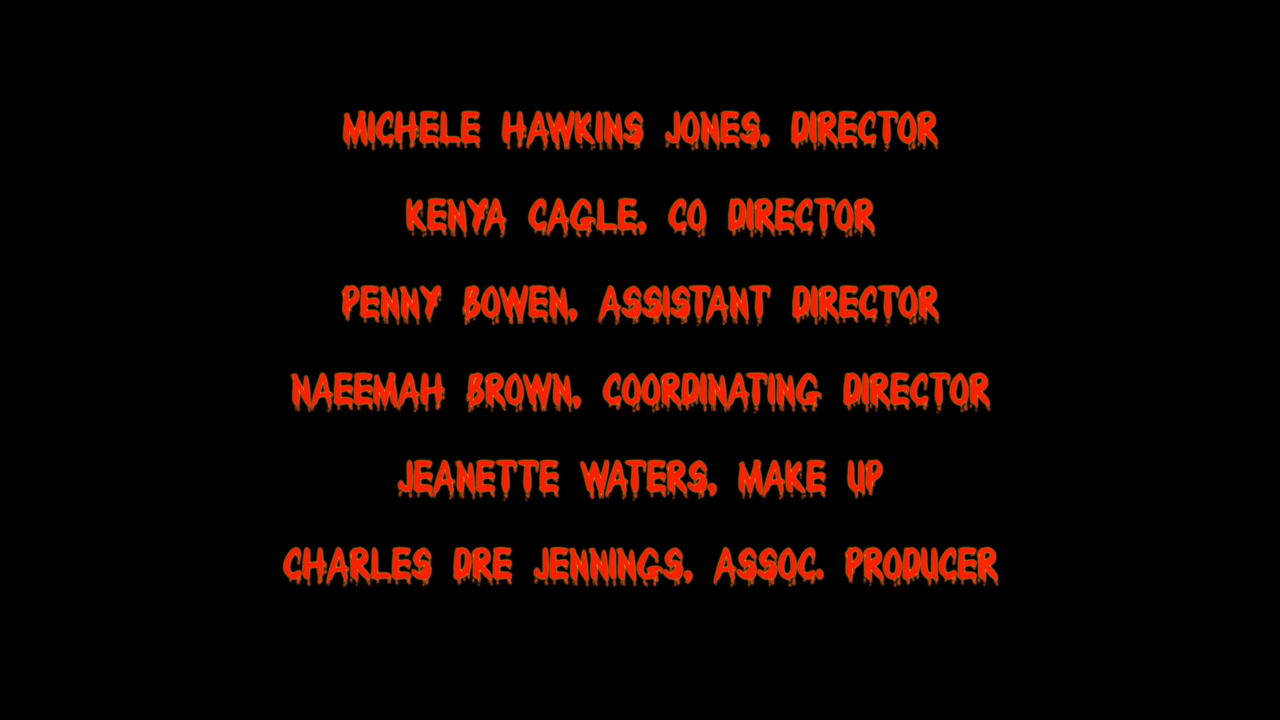 MICHELE HAWKINS JONES, DIRECTOR
KENYA CAGLE, CO DIRECTOR
PENNY BOWEN, ASSISTANT DIRECTOR
NAEEMAH BROWN, COORDINATING DIRECTOR
JEANETTE WATERS, MAKE UP
CHARLES DRE JENNINGS, ASSOC. PRODUCER